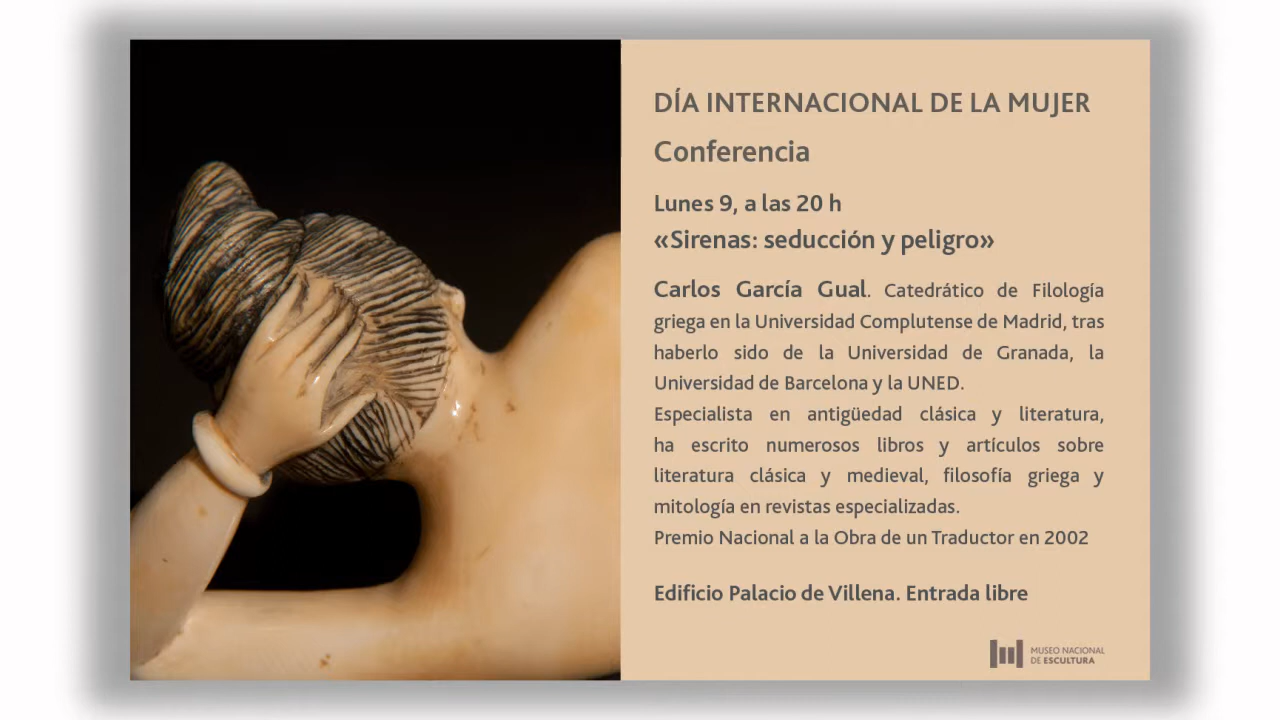 DÍA INTERNACIONAL DE LA MUJER
Conferencia
Lunes 9, a las 20 h
«Sirenas: seducción y peligro»
Carlos García Gual. Catedrático de Filología
griega en la Universidad Complutense de Madrid, tras
haberlo sido de la Universidad de Granada, la
Universidad de Barcelona y la UNED.
Especialista en antigüedad clásica y literatura,
ha escrito numerosos libros y artículos sobre
literatura clásica y medieval, filosofía griega y
mitología en revistas especializadas.
Premio Nacional a la Obra de un Traductor en 2002
Edificio Palacio de Villena. Entrada libre
MUSEO NACIONAL
DE ESCULTURA